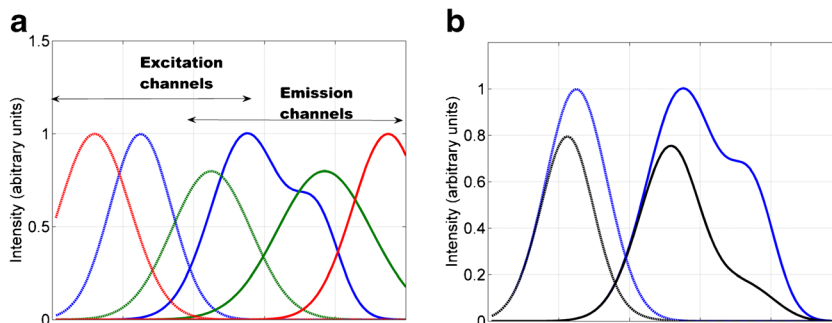 a
b
1.5
1
0.5
0
Intensity (abitrary units)
Excitation
channels
Emission
channels
1
0.8
0.6
0.4
0.2
0
Intensity (arbitrary units)